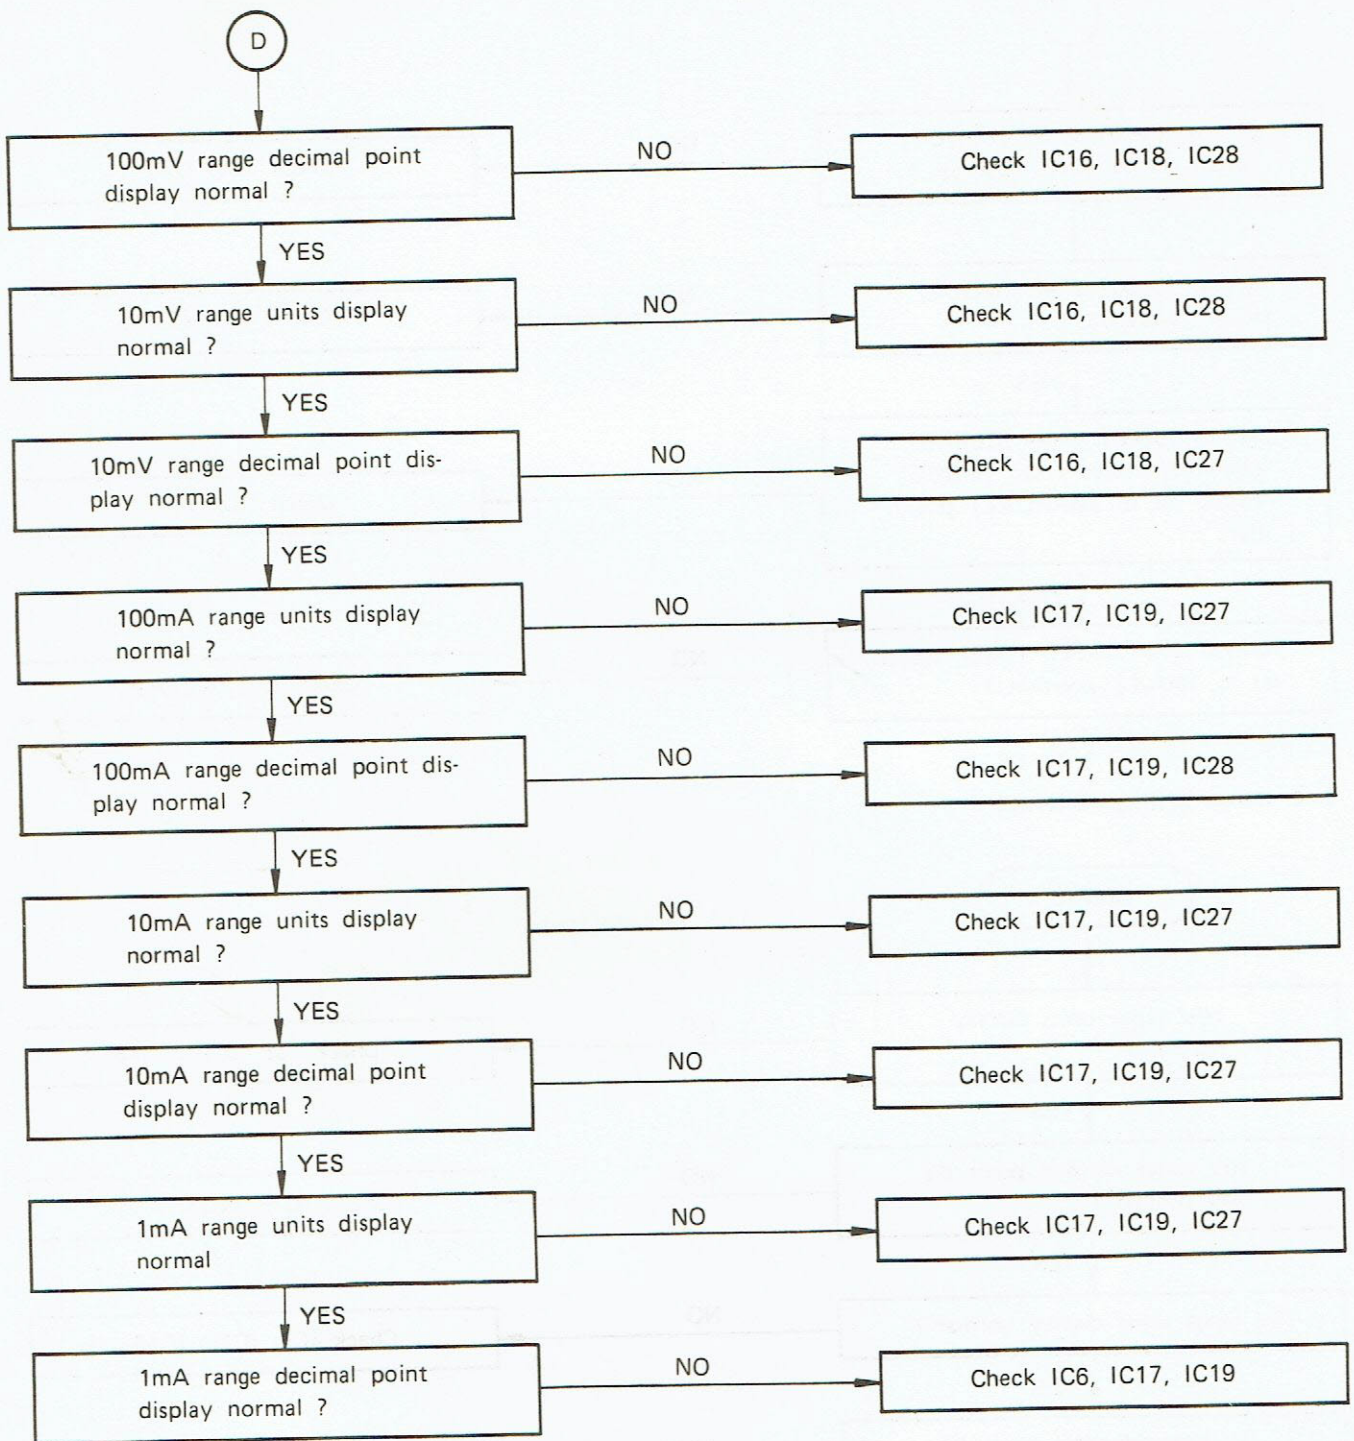 D
100mV range decimal point
display normal ?
NO
Check IC16, IC18, IC28
YES
10mV range units display
normal ?
NO
Check IC16, IC18, IC28
YES
10mV range decimal point dis-
play normal ?
NO
Check IC16, IC18, IC27
YES
100mA range units display
normal ?
NO
Check IC17, IC19, IC27
YES
100mA range decimal point dis-
play normal ?
NO
Check IC17, IC19, IC28
YES
10mA range units display
normal ?
NO
Check IC17, IC19, IC27
YES
10mA range decimal point
display normal ?
NO
Check IC17, IC19, IC27
YES
1mA range units display
normal
NO
Check IC17, IC19, IC27
YES
1mA range decimal point
display normal ?
NO
Check IC6, IC17, IC19